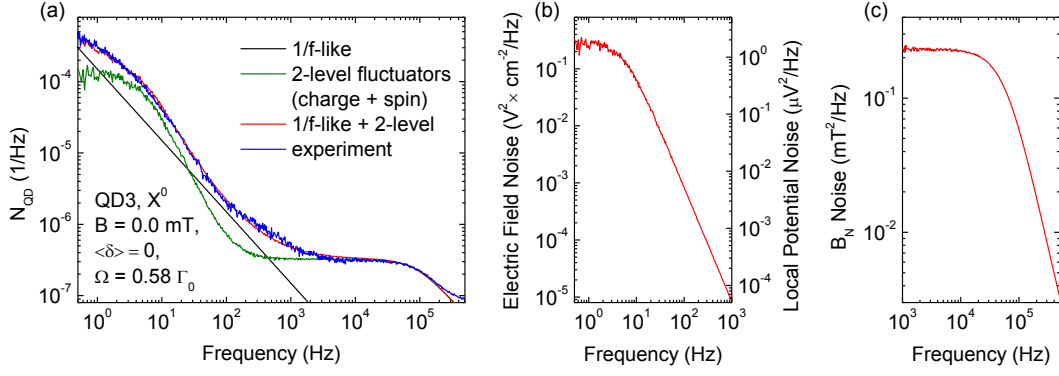 (a)
10^-4
10^-5
10^-6
10^-7
N_QD (1/Hz)
1/f-like
2-level fluctuators
(charge + spin)
1/f-like + 2-level
experiment
QD3, X^0
B = 0.0 mT,
<δ> = 0,
Ω = 0.58 Γ_0
10^0 10^1 10^2 10^3 10^4 10^5
Frequency (Hz)
(b)
Electric Field Noise (V^2 × cm^-2/Hz)
10^-1
10^-2
10^-3
10^-4
10^-5
10^0
10^-1
10^-2
10^-3
10^-4
Local Potential Noise (μV^2/Hz)
10^0 10^1 10^2 10^3
Frequency (Hz)
(c)
B_N Noise (mT^2/Hz)
10^-1
10^-2
10^3 10^4 10^5
Frequency (Hz)